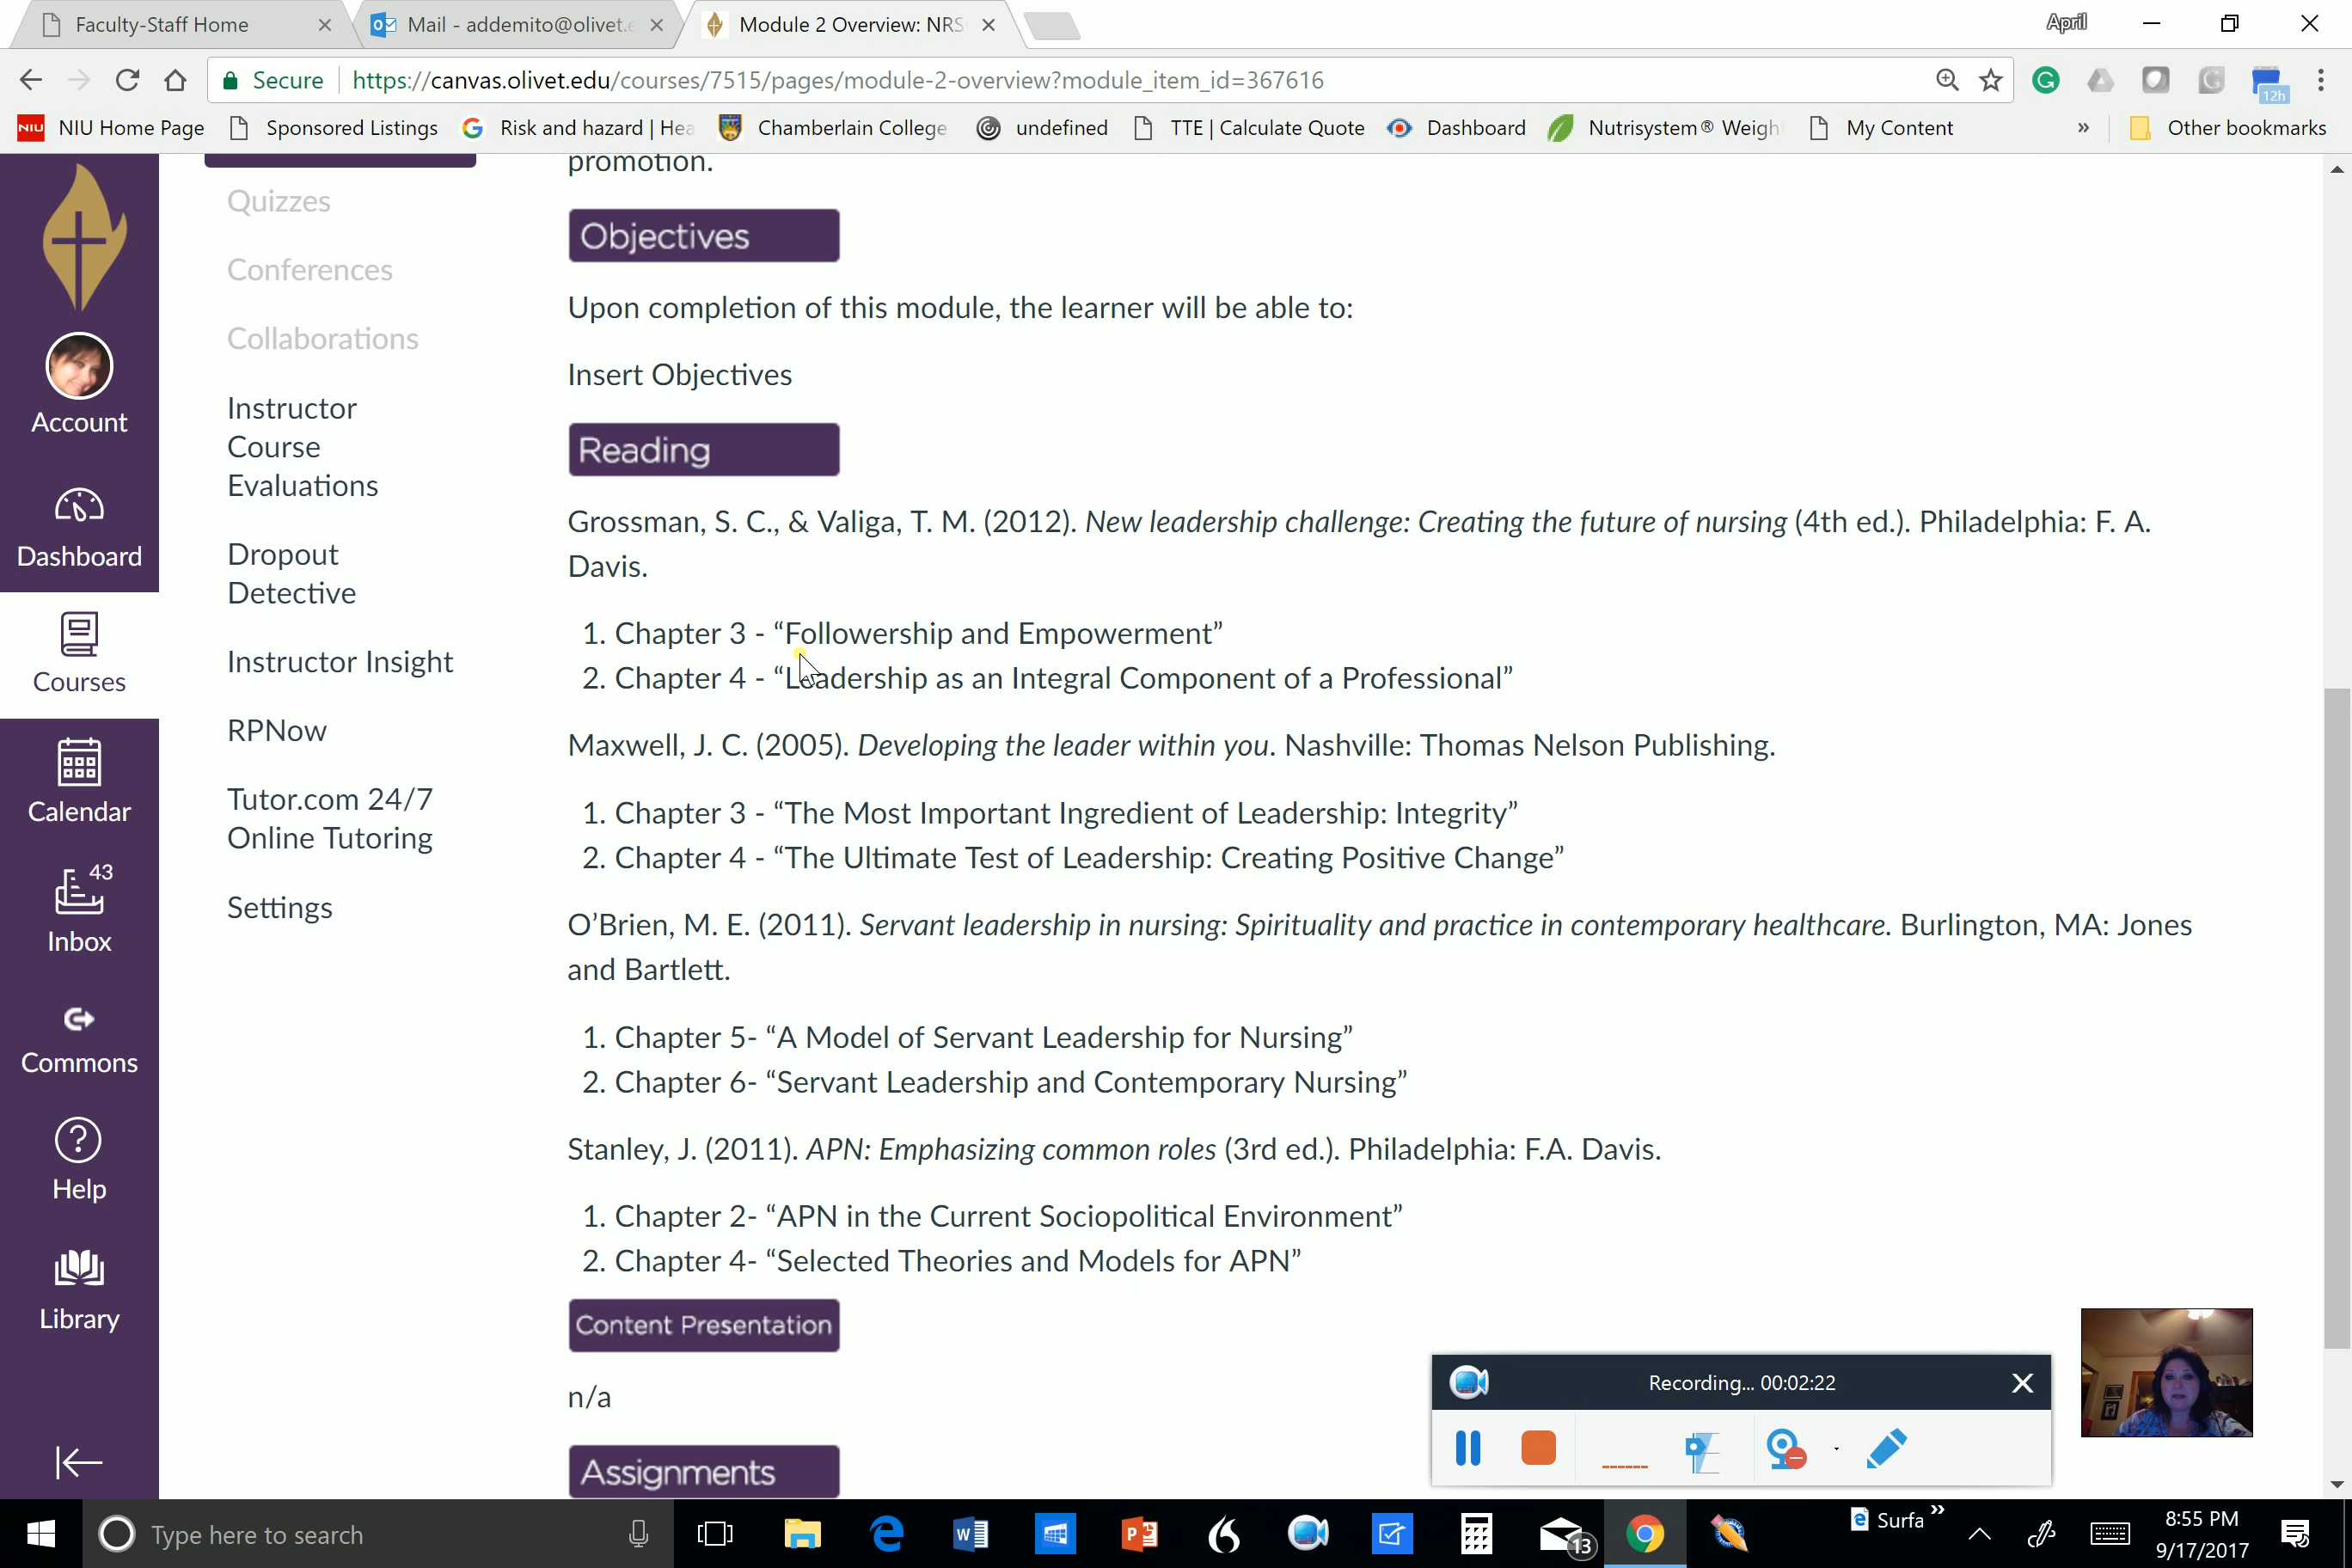 Faculty-Staff Home
Mail - addemito@olivet.e
Module 2 Overview: NRS
April
Secure
https://canvas.olivet.edu/courses/7515/pages/module-2-overview?module_item_id=367616
12h
NIU
NIU Home Page
Sponsored Listings
Risk and hazard | Hea
Chamberlain College
undefined
TTE | Calculate Quote
Dashboard
Nutrisystem® Weigh
My Content
»
Other bookmarks
Account
Dashboard
Courses
Calendar
43
Inbox
Commons
Help
Library
Quizzes
Conferences
Collaborations
Instructor
Course
Evaluations
Dropout
Detective
Instructor Insight
RPNow
Tutor.com 24/7
Online Tutoring
Settings
promotion.
Objectives
Upon completion of this module, the learner will be able to:
Insert Objectives
Reading
Grossman, S. C., & Valiga, T. M. (2012). New leadership challenge: Creating the future of nursing (4th ed.). Philadelphia: F. A.
Davis.
1. Chapter 3 - “Followership and Empowerment”
2. Chapter 4 - “Leadership as an Integral Component of a Professional”
Maxwell, J. C. (2005). Developing the leader within you. Nashville: Thomas Nelson Publishing.
1. Chapter 3 - “The Most Important Ingredient of Leadership: Integrity”
2. Chapter 4 - “The Ultimate Test of Leadership: Creating Positive Change”
O’Brien, M. E. (2011). Servant leadership in nursing: Spirituality and practice in contemporary healthcare. Burlington, MA: Jones
and Bartlett.
1. Chapter 5- “A Model of Servant Leadership for Nursing”
2. Chapter 6- “Servant Leadership and Contemporary Nursing”
Stanley, J. (2011). APN: Emphasizing common roles (3rd ed.). Philadelphia: F.A. Davis.
1. Chapter 2- “APN in the Current Sociopolitical Environment”
2. Chapter 4- “Selected Theories and Models for APN”
Content Presentation
n/a
Assignments
Recording... 00:02:22
Type here to search
13
Surfa
»
8:55 PM
9/17/2017